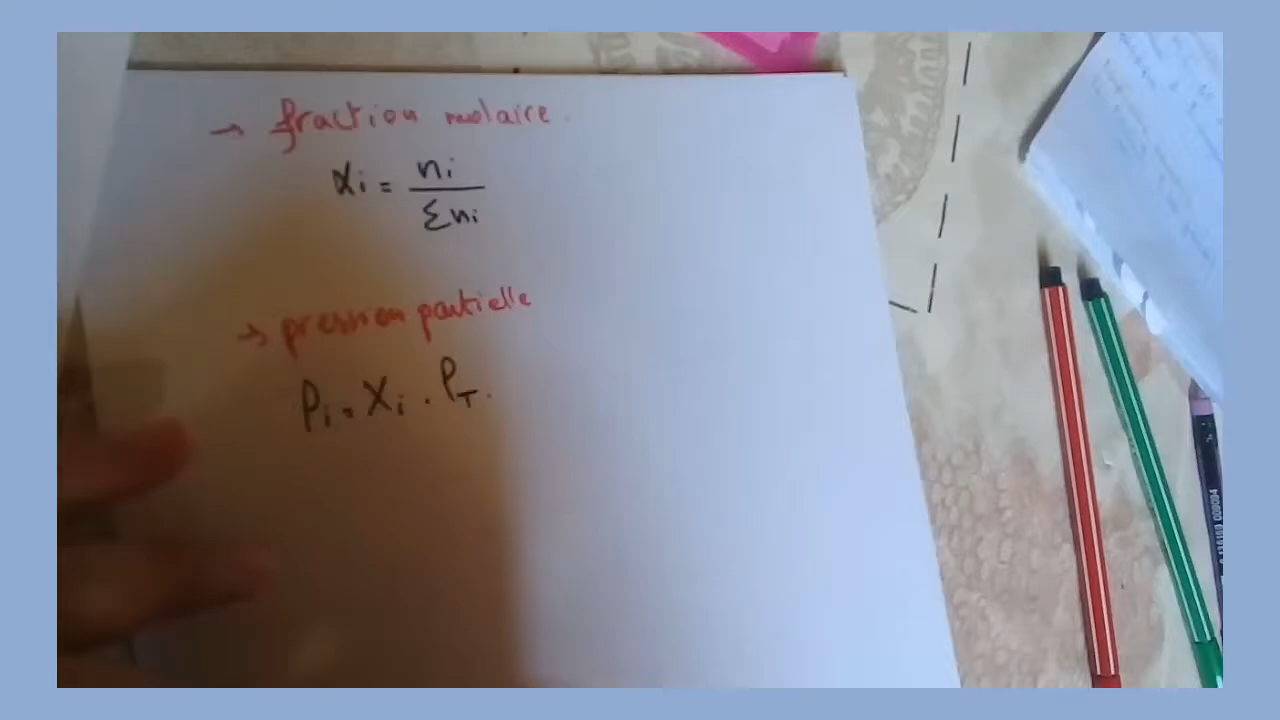 → fraction molaire.
xi = ni / Σni
→ pression partielle
Pi = Xi . PT.